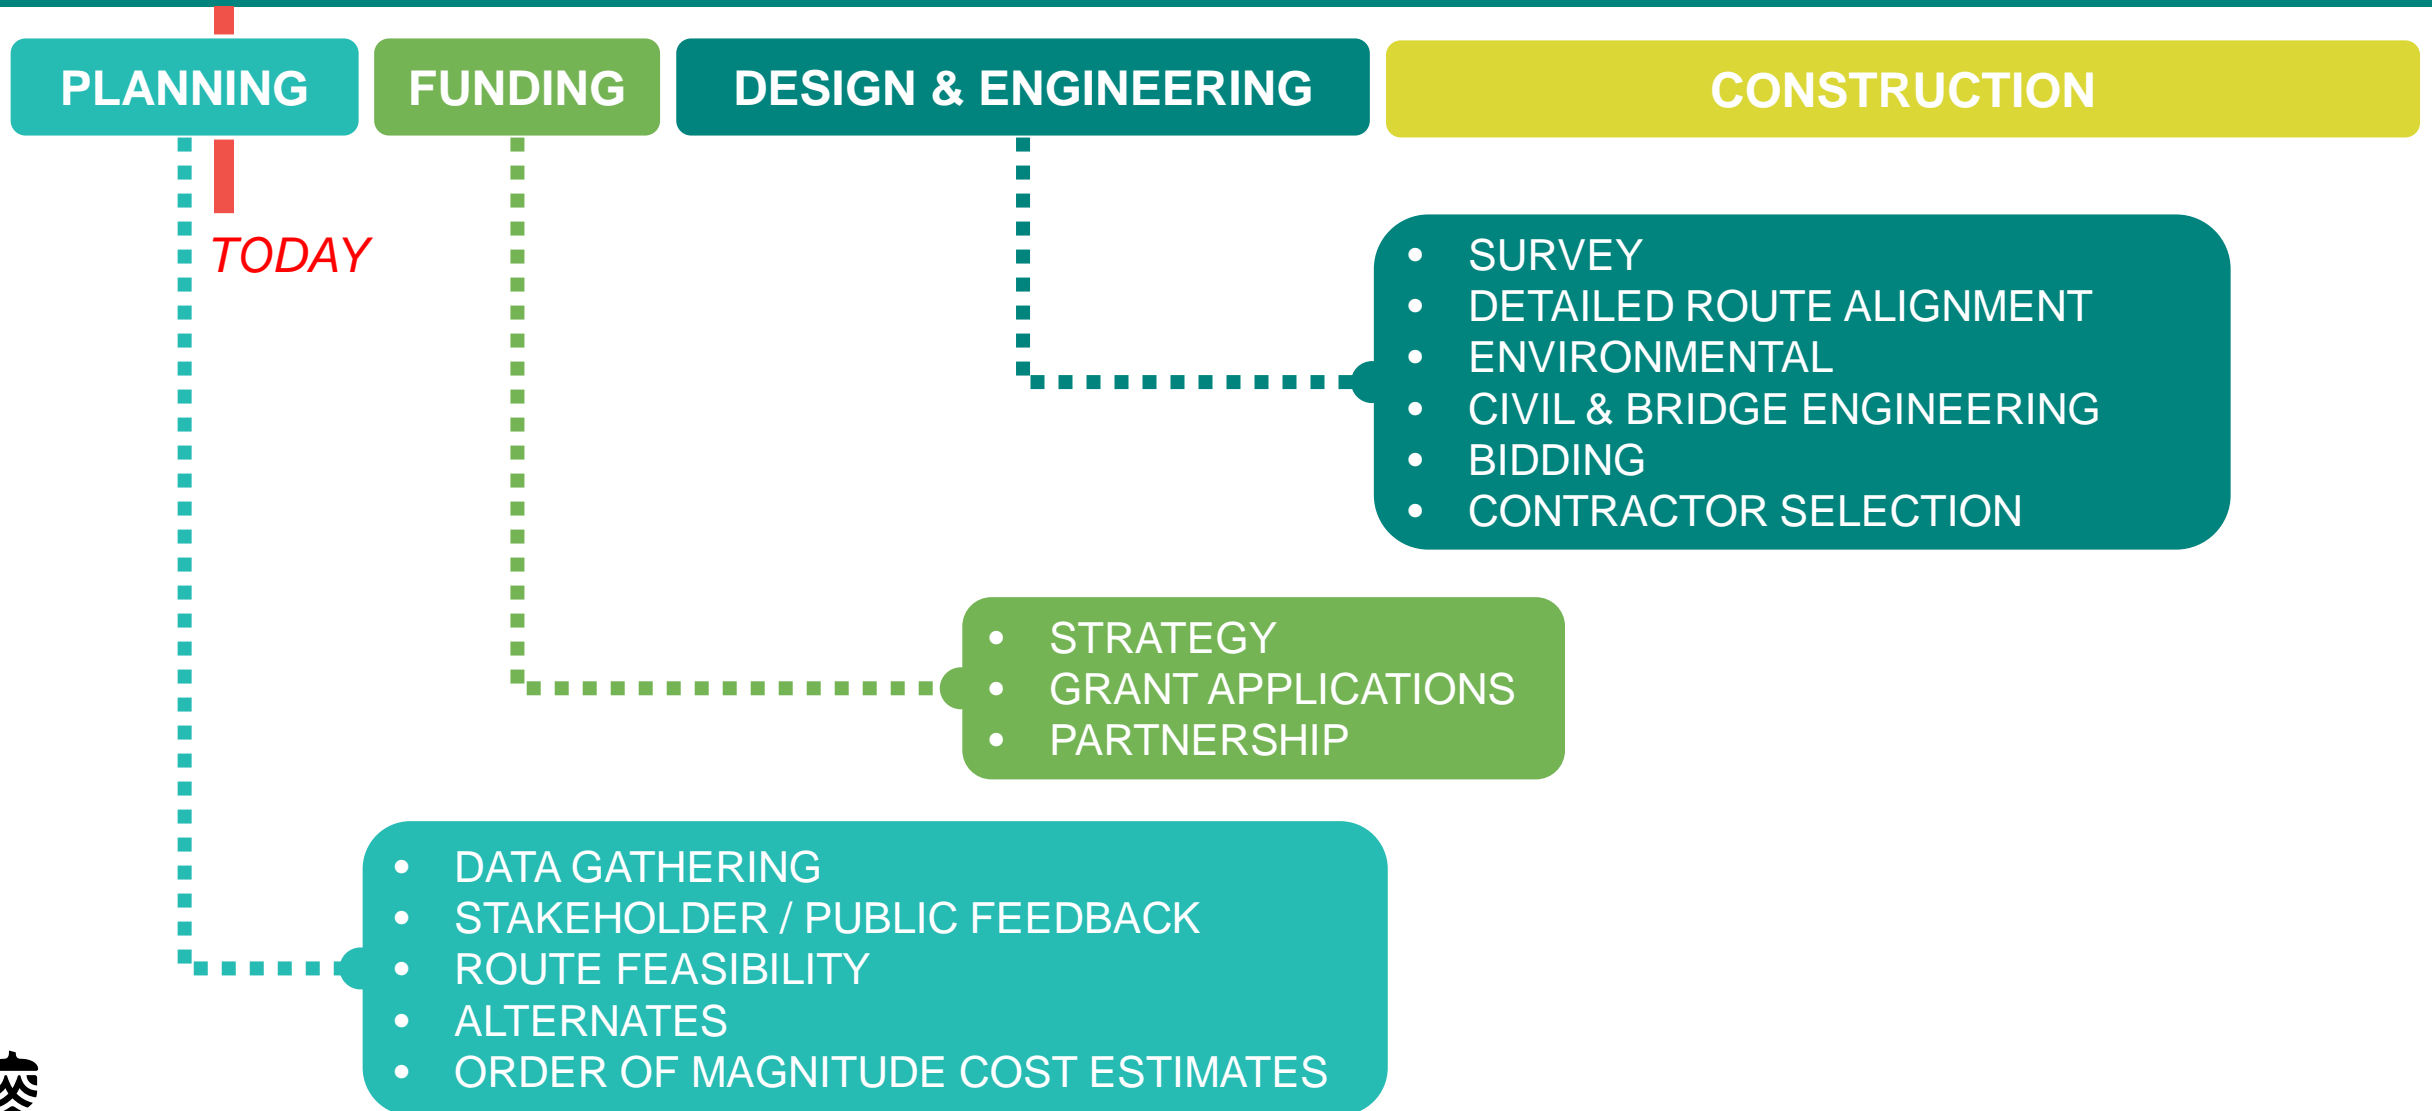 PLANNING
FUNDING
DESIGN & ENGINEERING
CONSTRUCTION
TODAY
• SURVEY
• DETAILED ROUTE ALIGNMENT
• ENVIRONMENTAL
• CIVIL & BRIDGE ENGINEERING
• BIDDING
• CONTRACTOR SELECTION
• STRATEGY
• GRANT APPLICATIONS
• PARTNERSHIP
• DATA GATHERING
• STAKEHOLDER / PUBLIC FEEDBACK
• ROUTE FEASIBILITY
• ALTERNATES
• ORDER OF MAGNITUDE COST ESTIMATES